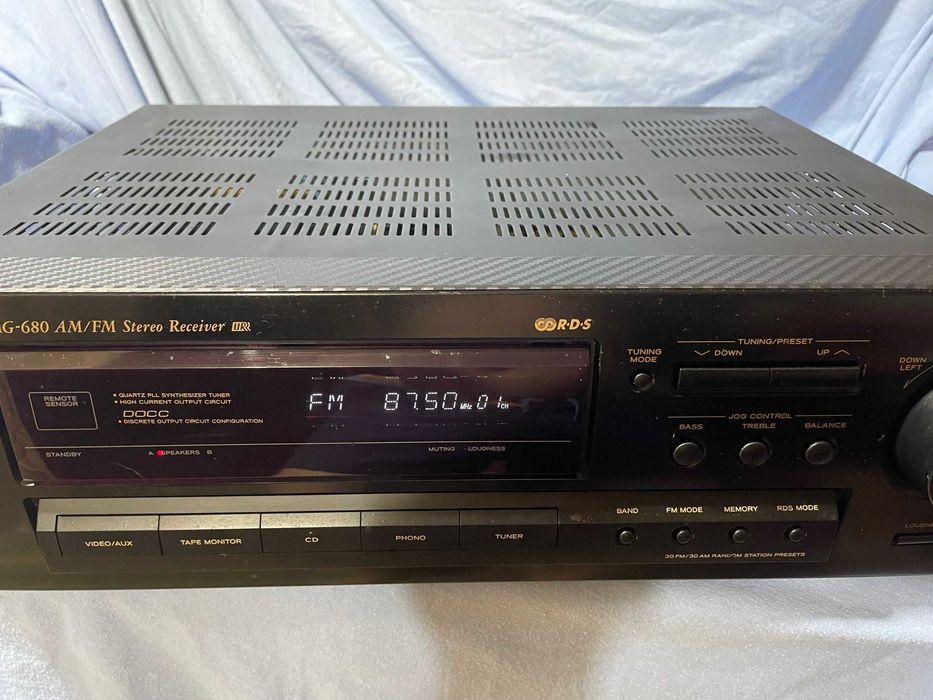 AG-680 AM/FM Stereo Receiver
R·D·S
REMOTE
SENSOR
• QUARTZ PLL SYNTHESIZER TUNER
• HIGH CURRENT OUTPUT CIRCUIT
DOCC
• DISCRETE OUTPUT CIRCUIT CONFIGURATION
FM 87.50 MHz 01 CH
STANDBY
A SPEAKERS B
MUTING
LOUDNESS
TUNING
MODE
TUNING/PRESET
DOWN
UP
DOWN
LEFT
JOG CONTROL
BASS
TREBLE
BALANCE
VIDEO/AUX
TAPE MONITOR
CD
PHONO
TUNER
BAND
FM MODE
MEMORY
RDS MODE
30 FM/30 AM RANDOM STATION PRESETS
LOUDNE